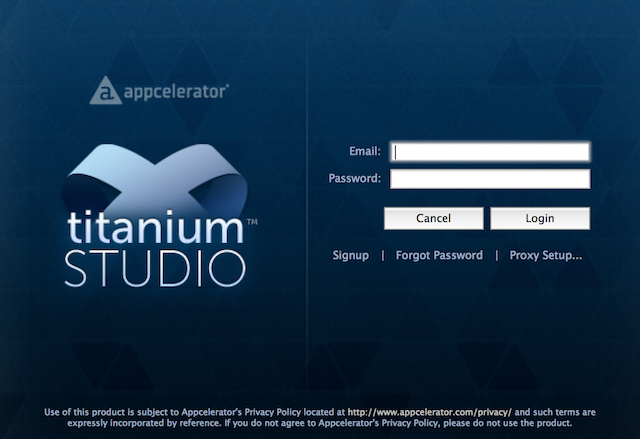 appcelerator®
titanium™
STUDIO
Email:
Password:
Cancel
Login
Signup | Forgot Password | Proxy Setup...
Use of this product is subject to Appcelerator's Privacy Policy located at http://www.appcelerator.com/privacy/ and such terms are
expressly incorporated by reference. If you do not agree to Appcelerator's Privacy Policy, please do not use the product.